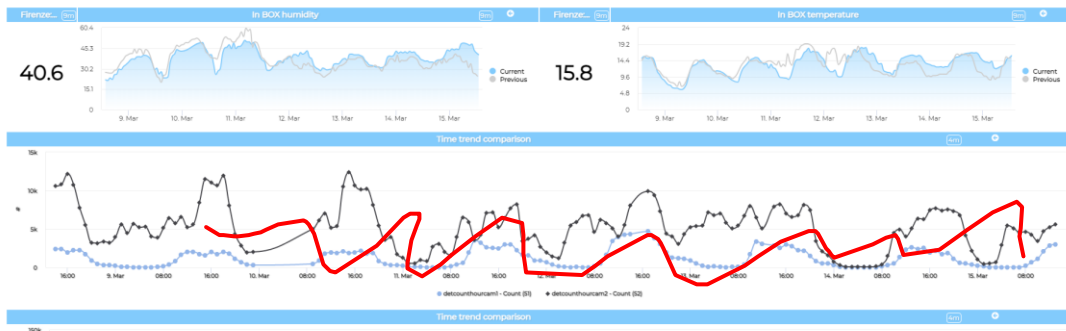 Firenze:... 9m In BOX humidity
Firenze:... 9m In BOX temperature 9m
40.6
60.4
45.3
30.2
15.1
0
9. Mar 10. Mar 11. Mar 12. Mar 13. Mar 14. Mar 15. Mar
Current
Previous
15.8
24
19.2
14.4
9.6
4.8
0
9. Mar 10. Mar 11. Mar 12. Mar 13. Mar 14. Mar 15. Mar
Current
Previous
Time trend comparison 4m
15k
10k
5k
0
#
16:00 9. Mar 08:00 16:00 10. Mar 08:00 16:00 11. Mar 08:00 16:00 12. Mar 08:00 16:00 13. Mar 08:00 16:00 14. Mar 08:00 16:00 15. Mar 08:00
detcounthourcam1 - Count (S1) detcounthourcam2 - Count (S2)
Time trend comparison 4m